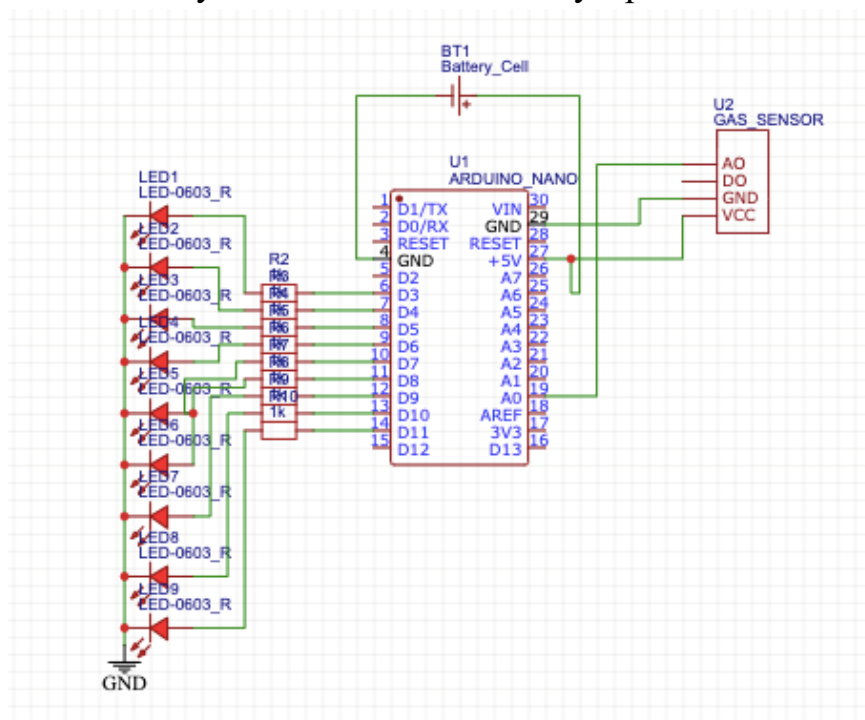 BT1
Battery_Cell
U2
GAS_SENSOR
AO
DO
GND
VCC
U1
ARDUINO_NANO
1 D1/TX
2 D0/RX
3 RESET
4 GND
5 D2
6 D3
7 D4
8 D5
9 D6
10 D7
11 D8
12 D9
13 D10
14 D11
15 D12
VIN 30
GND 29
RESET 28
+5V 27
A7 26
A6 25
A5 24
A4 23
A3 22
A2 21
A1 20
A0 19
AREF 18
3V3 17
D13 16
LED1
LED-0603_R
LED2
LED-0603_R
LED3
LED-0603_R
LED4
LED-0603_R
LED5
LED-0603_R
LED6
LED-0603_R
LED7
LED-0603_R
LED8
LED-0603_R
LED9
LED-0603_R
R2
1k
GND